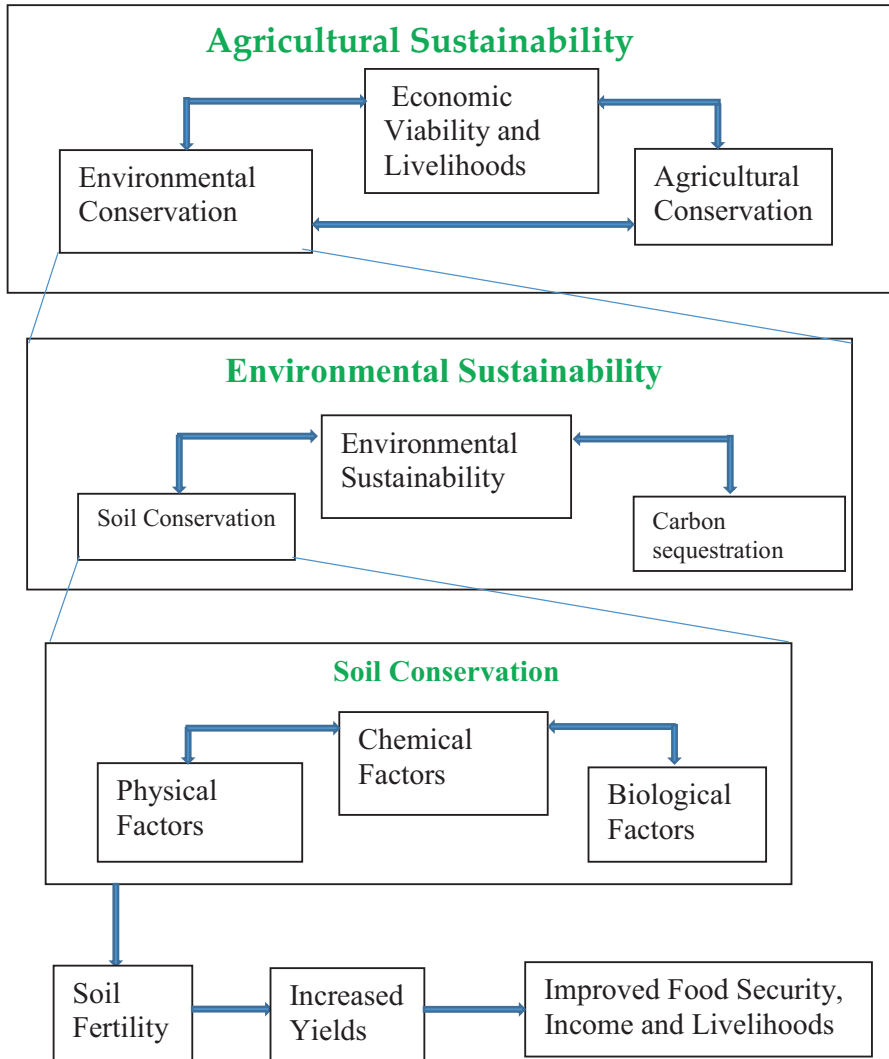 Agricultural Sustainability
Economic
Viability and
Livelihoods
Environmental
Conservation
Agricultural
Conservation
Environmental Sustainability
Environmental
Sustainability
Soil Conservation
Carbon
sequestration
Soil Conservation
Chemical
Factors
Physical
Factors
Biological
Factors
Soil
Fertility
Increased
Yields
Improved Food Security,
Income and Livelihoods